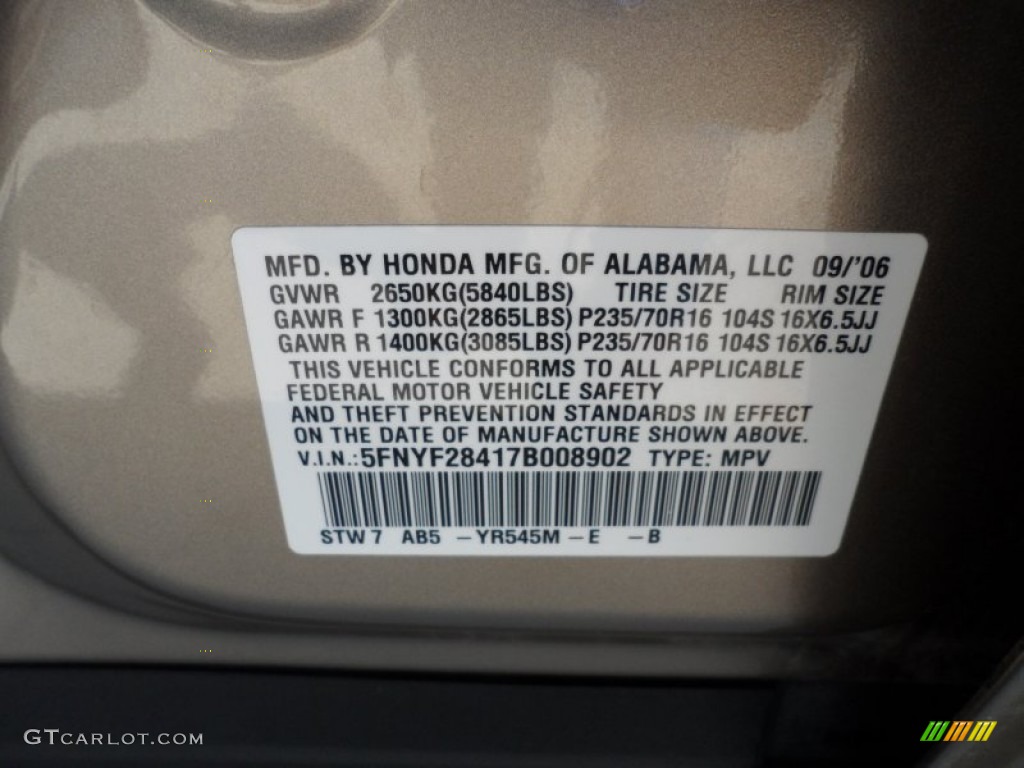 MFD. BY HONDA MFG. OF ALABAMA, LLC 09/'06
GVWR 2650KG(5840LBS) TIRE SIZE RIM SIZE
GAWR F 1300KG(2865LBS) P235/70R16 104S 16X6.5JJ
GAWR R 1400KG(3085LBS) P235/70R16 104S 16X6.5JJ
THIS VEHICLE CONFORMS TO ALL APPLICABLE
FEDERAL MOTOR VEHICLE SAFETY
AND THEFT PREVENTION STANDARDS IN EFFECT
ON THE DATE OF MANUFACTURE SHOWN ABOVE.
V.I.N.:5FNYF28417B008902 TYPE: MPV
STW 7 AB5 -YR545M -E -B
GTCARLOT.COM